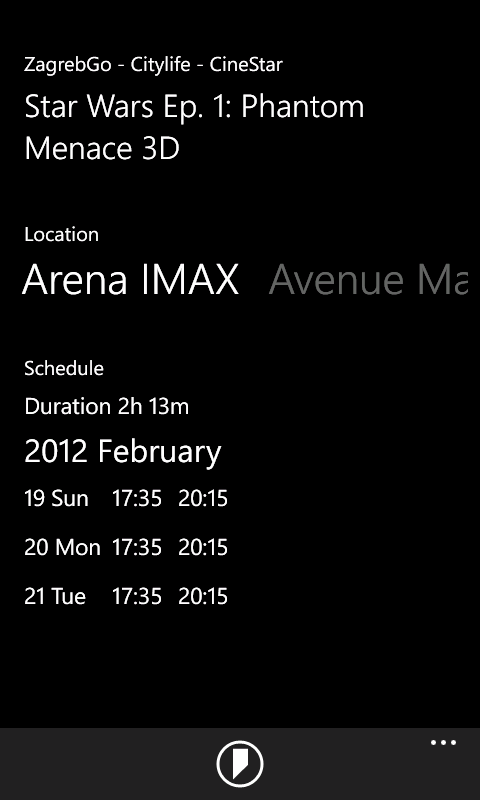 ZagrebGo - Citylife - CineStar
Star Wars Ep. 1: Phantom
Menace 3D
Location
Arena IMAX Avenue Ma
Schedule
Duration 2h 13m
2012 February
19 Sun 17:35 20:15
20 Mon 17:35 20:15
21 Tue 17:35 20:15